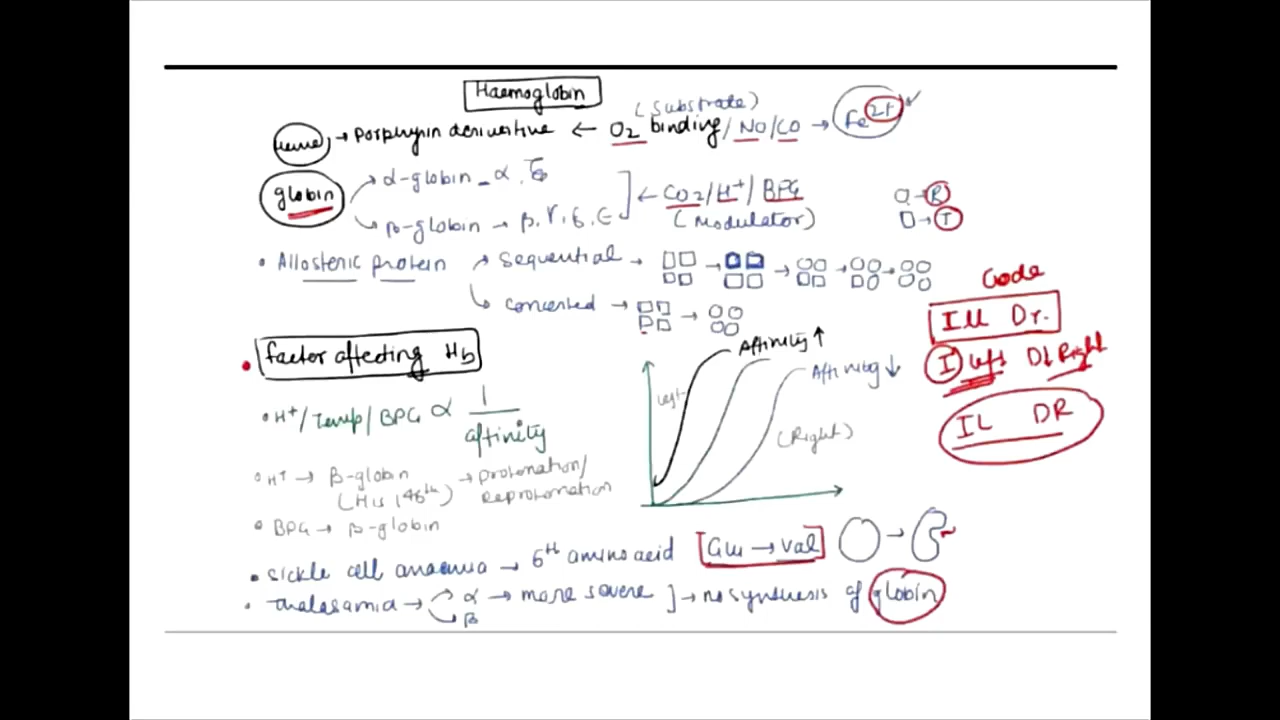 Haemoglobin
(Substrate)
heme → porphyrin derivative ← O2 binding / NO/CO → Fe 2+ ✓
globin
α-globin - α,
β-globin → β, γ, δ, ε
← CO2 / H+ / BPG
(Modulator)
○ → R
□ → T
• Allosteric protein
Sequential →
Concerted →
Code
Ill Dr.
I left D↓ Right
IL DR
• factor affecting Hb
• H+/Temp/BPG ∝ 1 / affinity
Affinity ↑
Affinity ↓
left
(Right)
• H+ → β-globin → protonation/
(His 146th) deprotonation
• BPG → β-globin
• Sickle cell anaemia → 6th amino acid [Glu → Val]
• thalasamia → α → more severe ] → no synthesis of globin
β